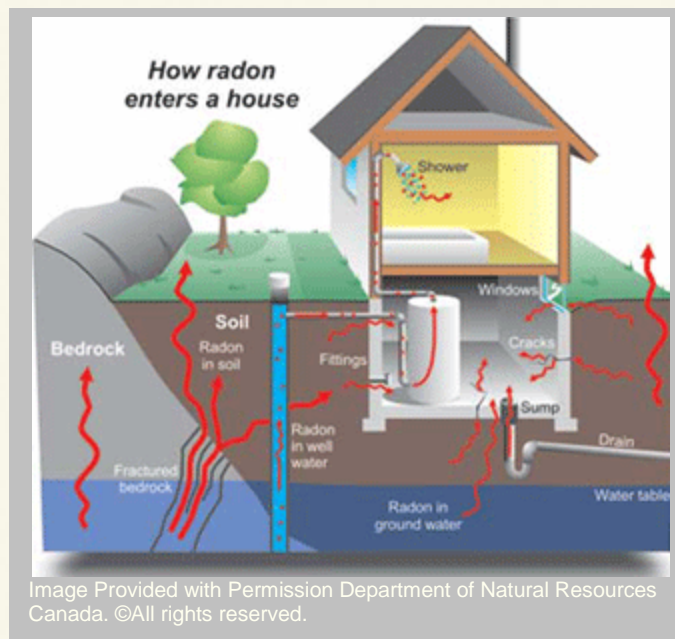 How radon
enters a house
Shower
Windows
Soil
Bedrock
Radon
in soil
Fittings
Cracks
Sump
Radon
in well
water
Drain
Fractured
bedrock
Water table
Radon in
ground water
Image Provided with Permission Department of Natural Resources
Canada. ©All rights reserved.